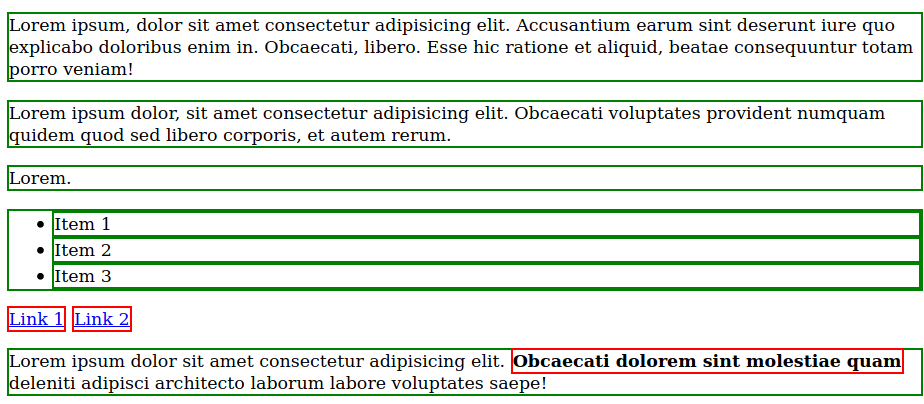 Lorem ipsum, dolor sit amet consectetur adipisicing elit. Accusantium earum sint deserunt iure quo
explicabo doloribus enim in. Obcaecati, libero. Esse hic ratione et aliquid, beatae consequuntur totam
porro veniam!
Lorem ipsum dolor, sit amet consectetur adipisicing elit. Obcaecati voluptates provident numquam
quidem quod sed libero corporis, et autem rerum.
Lorem.
• Item 1
• Item 2
• Item 3
Link 1 Link 2
Lorem ipsum dolor sit amet consectetur adipisicing elit. Obcaecati dolorem sint molestiae quam
deleniti adipisci architecto laborum labore voluptates saepe!